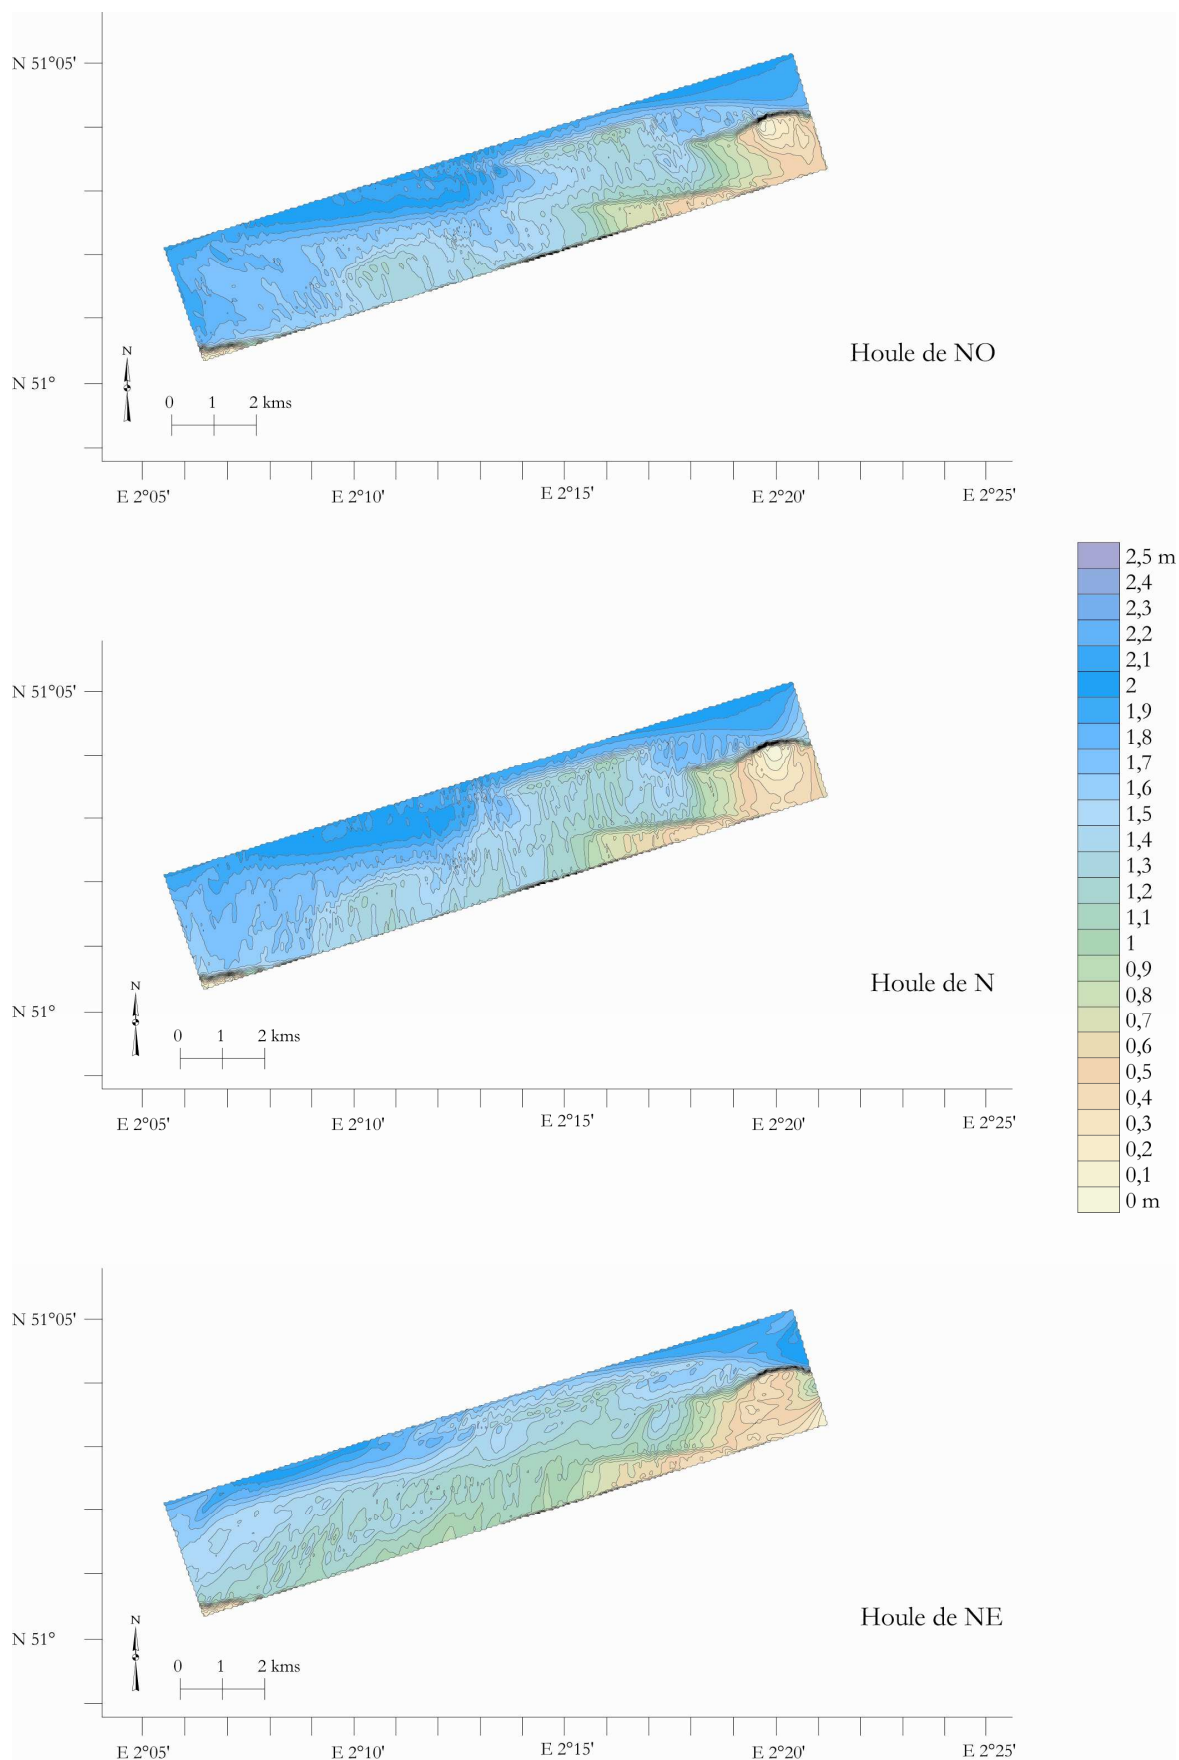 N 51°05'
Houle de NO
N
N 51°
0 1 2 kms
E 2°05' E 2°10' E 2°15' E 2°20' E 2°25'
2,5 m
2,4
2,3
2,2
2,1
2
1,9
1,8
1,7
1,6
1,5
1,4
1,3
1,2
1,1
1
0,9
0,8
0,7
0,6
0,5
0,4
0,3
0,2
0,1
0 m
N 51°05'
Houle de N
N
N 51°
0 1 2 kms
E 2°05' E 2°10' E 2°15' E 2°20' E 2°25'
N 51°05'
Houle de NE
N
N 51°
0 1 2 kms
E 2°05' E 2°10' E 2°15' E 2°20' E 2°25'